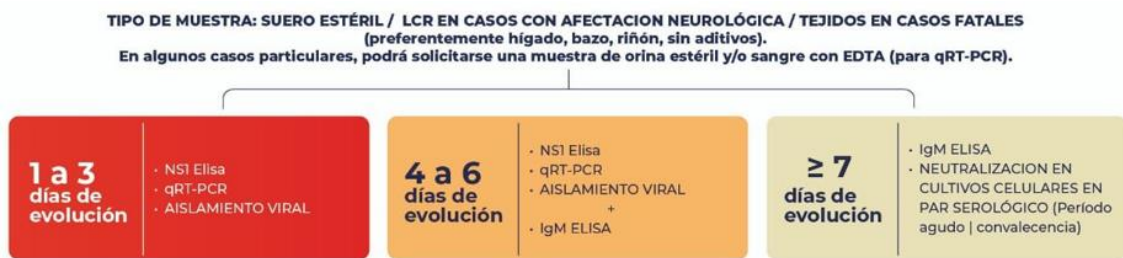 TIPO DE MUESTRA: SUERO ESTÉRIL / LCR EN CASOS CON AFECTACION NEUROLÓGICA / TEJIDOS EN CASOS FATALES
(preferentemente hígado, bazo, riñón, sin aditivos).
En algunos casos particulares, podrá solicitarse una muestra de orina estéril y/o sangre con EDTA (para qRT-PCR).
1 a 3
días de
evolución
· NS1 Elisa
· qRT-PCR
· AISLAMIENTO VIRAL
4 a 6
días de
evolución
· NS1 Elisa
· qRT-PCR
· AISLAMIENTO VIRAL
+
· IgM ELISA
≥ 7
días de
evolución
· IgM ELISA
· NEUTRALIZACION EN
CULTIVOS CELULARES EN
PAR SEROLÓGICO (Período
agudo | convalecencia)